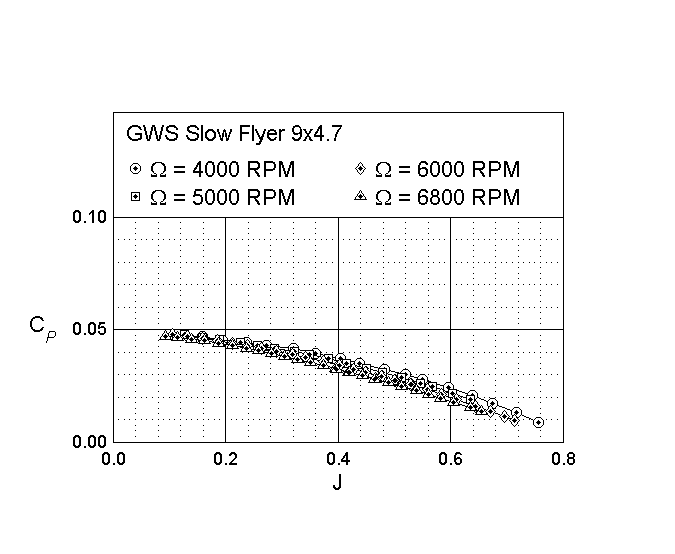 GWS Slow Flyer 9x4.7
Ω = 4000 RPM
Ω = 6000 RPM
Ω = 5000 RPM
Ω = 6800 RPM
0.10
0.05
0.00
C_P
0.0 0.2 0.4 0.6 0.8
J